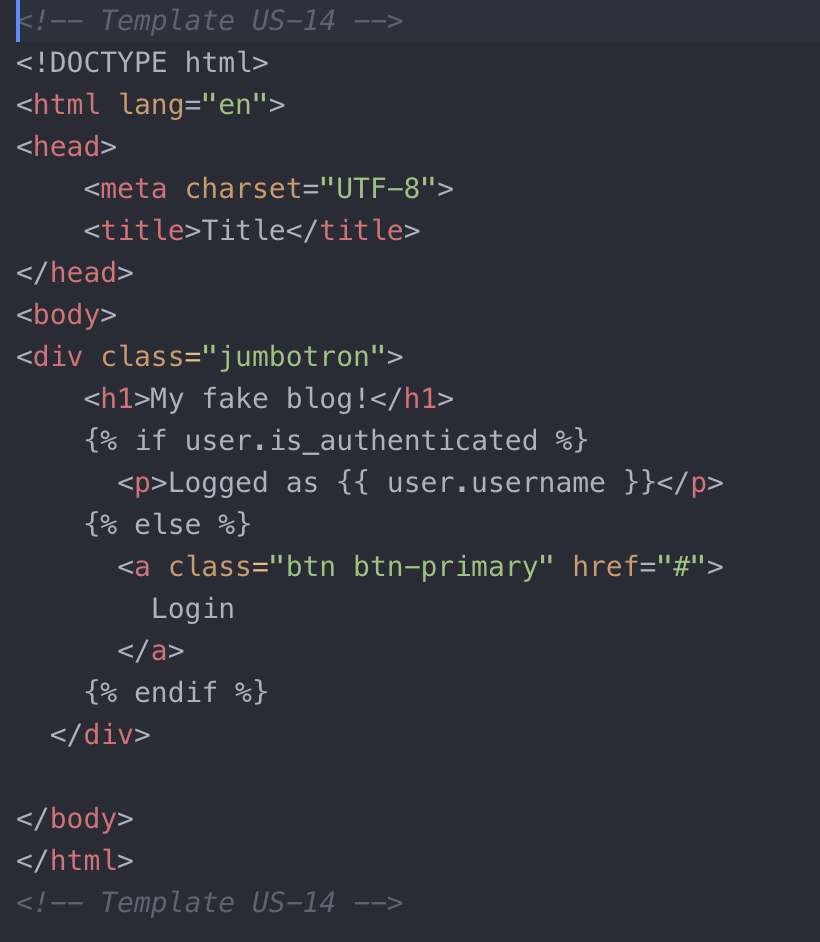 <!-- Template US-14 -->
<!DOCTYPE html>
<html lang="en">
<head>
    <meta charset="UTF-8">
    <title>Title</title>
</head>
<body>
<div class="jumbotron">
    <h1>My fake blog!</h1>
    {% if user.is_authenticated %}
      <p>Logged as {{ user.username }}</p>
    {% else %}
      <a class="btn btn-primary" href="#">
        Login
      </a>
    {% endif %}
  </div>

</body>
</html>
<!-- Template US-14 -->